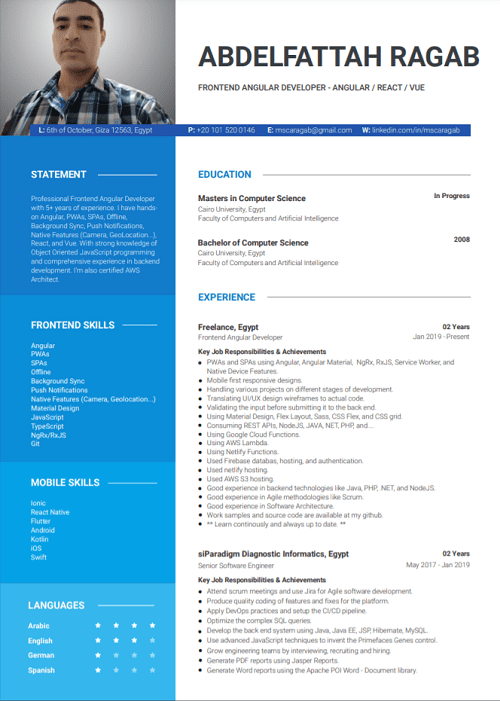 ABDELFATTAH RAGAB
FRONTEND ANGULAR DEVELOPER - ANGULAR / REACT / VUE
L: 6th of October, Giza 12563, Egypt P: +20 101 520 0146 E: mscaragab@gmail.com W: linkedin.com/in/mscaragab
STATEMENT
Professional Frontend Angular Developer
with 5+ years of experience. I have hands-
on Angular, PWAs, SPAs, Offline,
Background Sync, Push Notifications,
Native Features (Camera, GeoLocation...),
React, and Vue. With strong knowledge of
Object Oriented JavaScript programming
and comprehensive experience in backend
development. I'm also certified AWS
Architect.
FRONTEND SKILLS
Angular
PWAs
SPAs
Offline
Background Sync
Push Notifications
Native Features (Camera, Geolocation...)
Material Design
JavaScript
TypeScript
NgRx/RxJS
Git
MOBILE SKILLS
Ionic
React Native
Flutter
Android
Kotlin
iOS
Swift
LANGUAGES
Arabic
English
German
Spanish
EDUCATION
Masters in Computer Science In Progress
Cairo University, Egypt
Faculty of Computers and Artificial Intelligence
Bachelor of Computer Science 2008
Cairo University, Egypt
Faculty of Computers and Artificial Intelligence
EXPERIENCE
Freelance, Egypt 02 Years
Frontend Angular Developer Jan 2019 - Present
Key Job Responsibilities & Achievements
PWAs and SPAs using Angular, Angular Material, NgRx, RxJS, Service Worker, and
Native Device Features.
Mobile first responsive designs.
Handling various projects on different stages of development.
Translating UI/UX design wireframes to actual code.
Validating the input before submitting it to the back end.
Using Material Design, Flex Layout, Sass, CSS Flex, and CSS grid.
Consuming REST APIs, NodeJS, JAVA, NET, PHP, and....
Using Google Cloud Functions.
Using AWS Lambda.
Using Netlify Functions.
Used Firebase databas, hosting, and authentication.
Used netlify hosting.
Used AWS S3 hosting.
Good experience in backend technologies like Java, PHP, .NET, and NodeJS.
Good experience in Agile methodologies like Scrum.
Good experience in Software Architecture.
Work samples and source code are available at my github.
** Learn continously and always up to date. **
siParadigm Diagnostic Informatics, Egypt 02 Years
Senior Software Engineer May 2017 - Jan 2019
Key Job Responsibilities & Achievements
Attend scrum meetings and use Jira for Agile software development.
Produce quality coding of features and fixes for the platform.
Apply DevOps practices and setup the CI/CD pipeline.
Optimize the complex SQL queries.
Develop the back end system using Java, Java EE, JSP, Hibernate, MySQL.
Use advanced JavaScript techniques to invent the Primefaces Genes control.
Grow engineering teams by interviewing, recruiting and hiring.
Generate PDF reports using Jasper Reports.
Generate Word reports using the Apache POI Word - Document library.